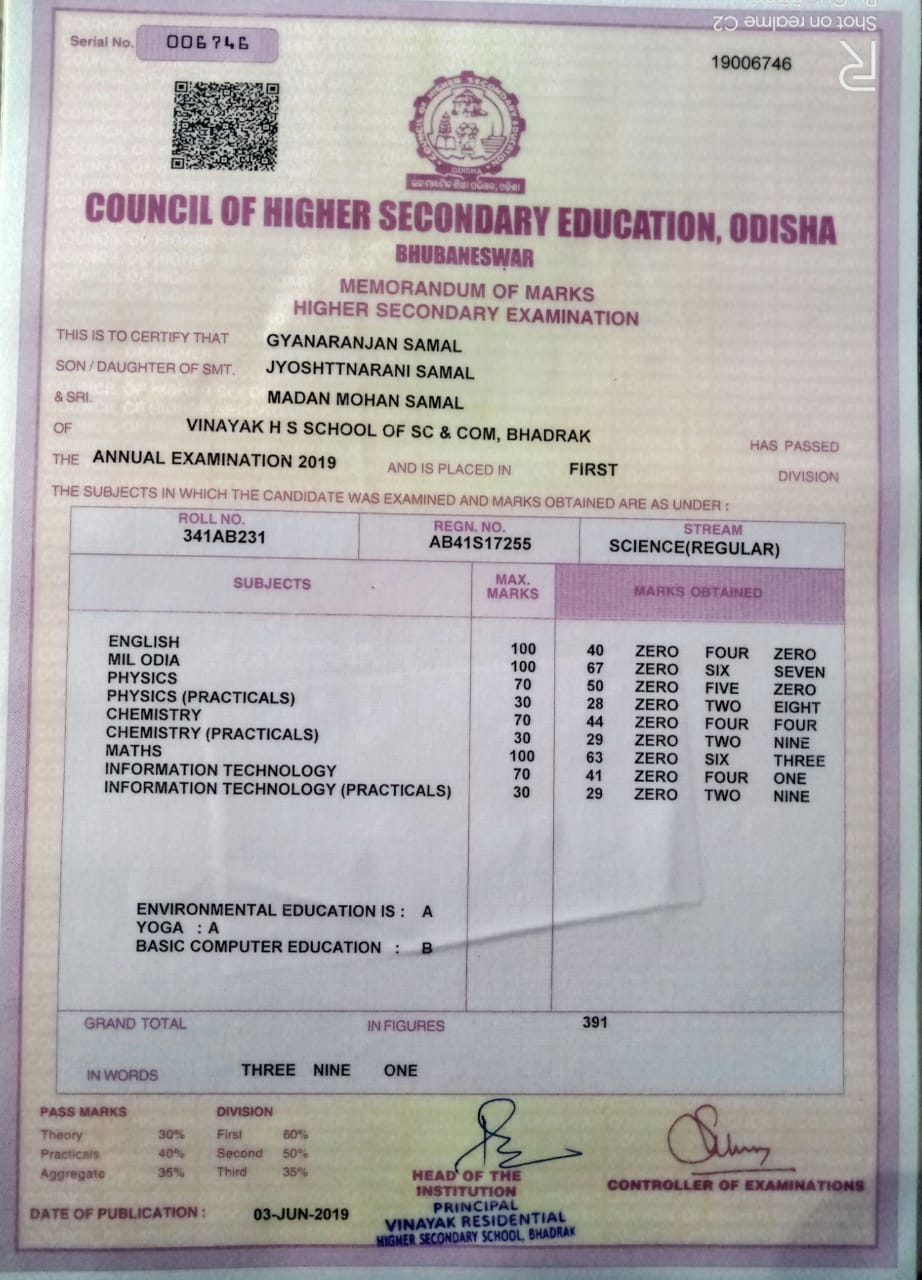 Shot on realme C2
Serial No. 006746
19006746
COUNCIL OF HIGHER SECONDARY EDUCATION
ODISHA
COUNCIL OF HIGHER SECONDARY EDUCATION, ODISHA
BHUBANESWAR
MEMORANDUM OF MARKS
HIGHER SECONDARY EXAMINATION
THIS IS TO CERTIFY THAT GYANARANJAN SAMAL
SON / DAUGHTER OF SMT. JYOSHTTNARANI SAMAL
& SRI. MADAN MOHAN SAMAL
OF VINAYAK H S SCHOOL OF SC & COM, BHADRAK HAS PASSED
THE ANNUAL EXAMINATION 2019 AND IS PLACED IN FIRST DIVISION
THE SUBJECTS IN WHICH THE CANDIDATE WAS EXAMINED AND MARKS OBTAINED ARE AS UNDER :
ROLL NO. REGN. NO. STREAM
341AB231 AB41S17255 SCIENCE(REGULAR)
SUBJECTS MAX. MARKS MARKS OBTAINED
ENGLISH 100 40 ZERO FOUR ZERO
MIL ODIA 100 67 ZERO SIX SEVEN
PHYSICS 70 50 ZERO FIVE ZERO
PHYSICS (PRACTICALS) 30 28 ZERO TWO EIGHT
CHEMISTRY 70 44 ZERO FOUR FOUR
CHEMISTRY (PRACTICALS) 30 29 ZERO TWO NINE
MATHS 100 63 ZERO SIX THREE
INFORMATION TECHNOLOGY 70 41 ZERO FOUR ONE
INFORMATION TECHNOLOGY (PRACTICALS) 30 29 ZERO TWO NINE
ENVIRONMENTAL EDUCATION IS : A
YOGA : A
BASIC COMPUTER EDUCATION : B
GRAND TOTAL IN FIGURES 391
IN WORDS THREE NINE ONE
PASS MARKS DIVISION
Theory 30% First 60%
Practicals 40% Second 50%
Aggregate 35% Third 35%
HEAD OF THE
INSTITUTION
CONTROLLER OF EXAMINATIONS
PRINCIPAL
VINAYAK RESIDENTIAL
HIGHER SECONDARY SCHOOL, BHADRAK
DATE OF PUBLICATION : 03-JUN-2019